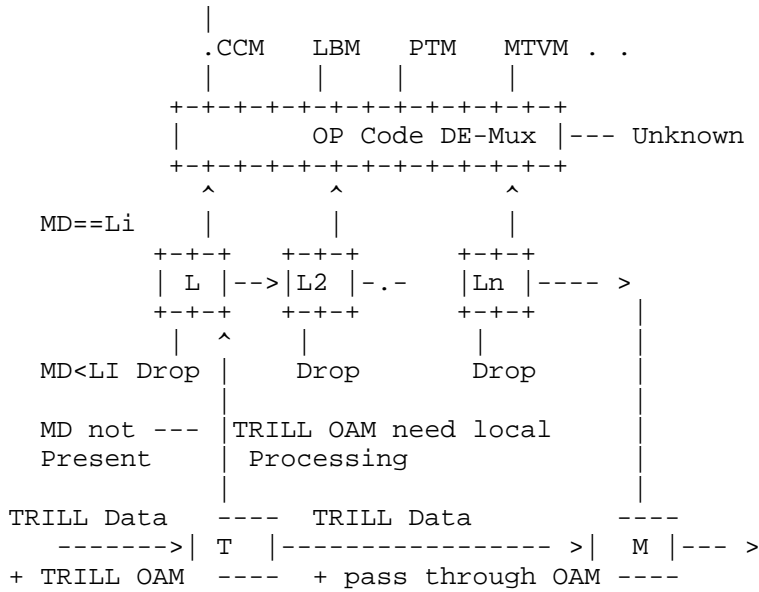 |
.CCM   LBM   PTM   MTVM . .
|      |    |      |
+-+-+-+-+-+-+-+-+-+-+-+-+
|        OP Code DE-Mux |--- Unknown
+-+-+-+-+-+-+-+-+-+-+-+-+
^       ^          ^
MD==Li    |       |          |
+-+-+   +-+-+      +-+-+
| L |-->|L2 |-.-   |Ln |---- >
+-+-+   +-+-+      +-+-+      |
|  ^    |          |         |
MD<LI Drop |    Drop       Drop       |
|                         |
MD not --- |TRILL OAM need local     |
Present    | Processing              |
|                         |
TRILL Data   ----  TRILL Data        ----
------->| T  |----------------- >|  M |--- >
+ TRILL OAM  ----  + pass through OAM ----